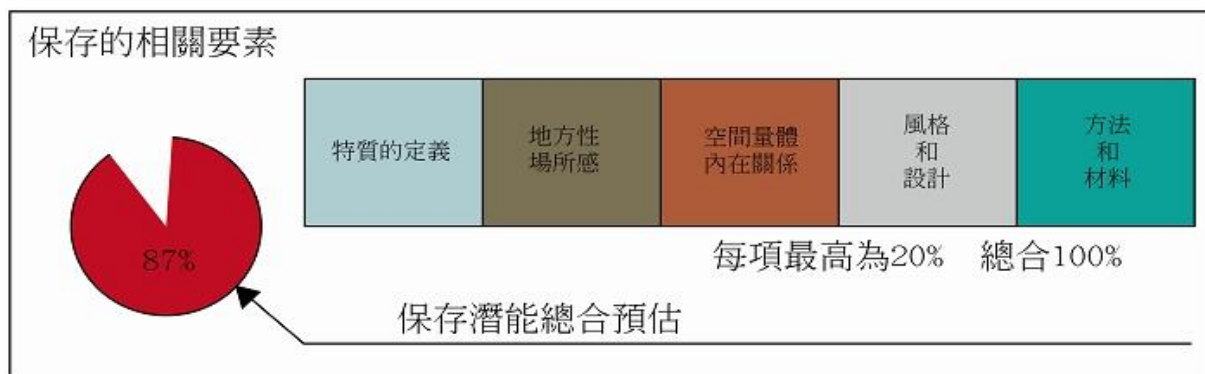 保存的相關要素
特質的定義
地方性
場所感
空間量體
內在關係
風格
和
設計
方法
和
材料
87%
每項最高為20% 總合100%
保存潛能總合預估